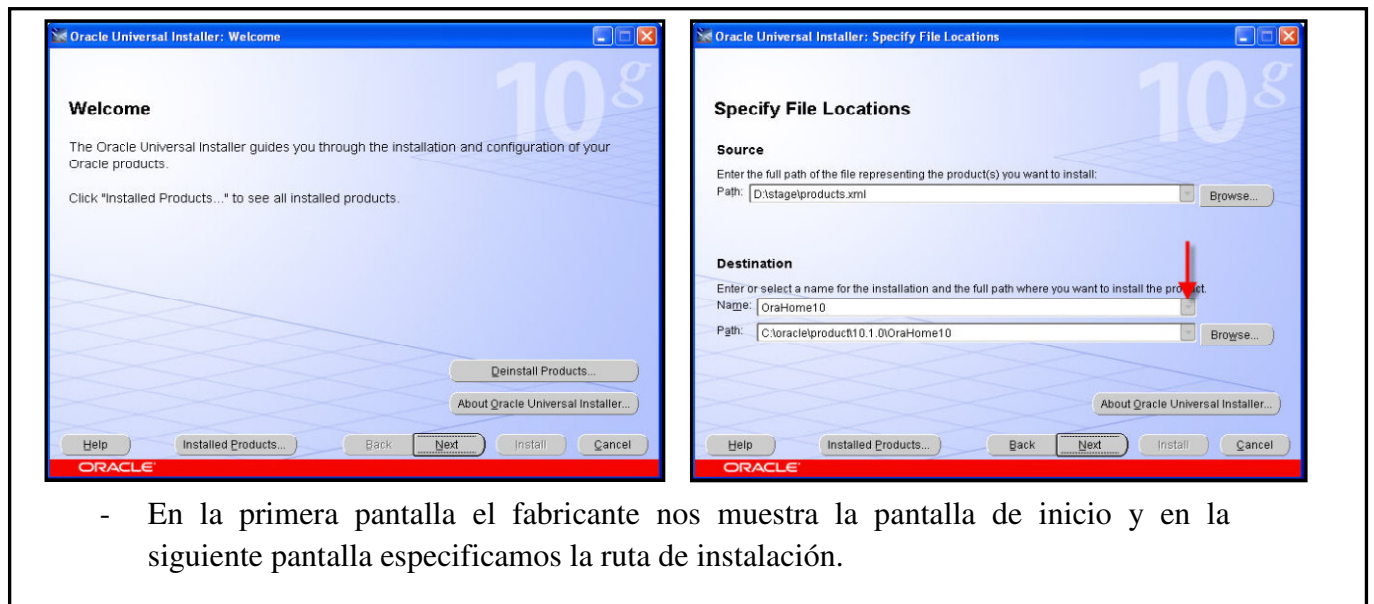 Oracle Universal Installer: Welcome
10g
Welcome
The Oracle Universal Installer guides you through the installation and configuration of your
Oracle products.
Click "Installed Products..." to see all installed products.
Deinstall Products...
About Oracle Universal Installer...
Help
Installed Products...
Back
Next
Install
Cancel
ORACLE
Oracle Universal Installer: Specify File Locations
10g
Specify File Locations
Source
Enter the full path of the file representing the product(s) you want to install:
Path: D:\stage\products.xml
Browse...
Destination
Enter or select a name for the installation and the full path where you want to install the product.
Name: OraHome10
Path: C:\oracle\product\10.1.0\OraHome10
Browse...
About Oracle Universal Installer...
Help
Installed Products...
Back
Next
Install
Cancel
ORACLE
- En la primera pantalla el fabricante nos muestra la pantalla de inicio y en la
siguiente pantalla especificamos la ruta de instalación.